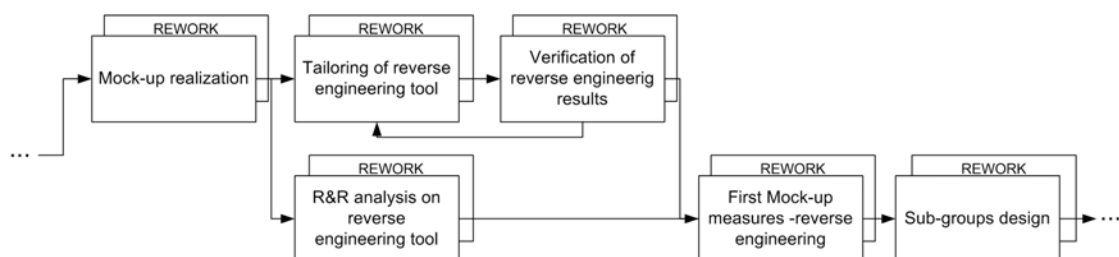 REWORK
Mock-up realization
REWORK
Tailoring of reverse
engineering tool
REWORK
Verification of
reverse engineerig
results
...
REWORK
R&R analysis on
reverse
engineering tool
REWORK
First Mock-up
measures -reverse
engineering
REWORK
Sub-groups design
...